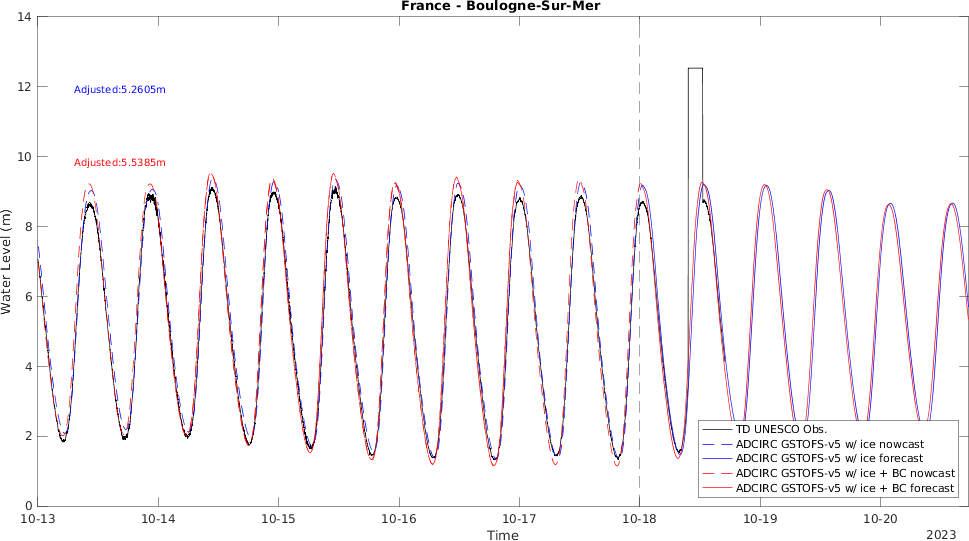 France - Boulogne-Sur-Mer
14
12
10
8
6
4
2
0
Water Level (m)
Adjusted:5.2605m
Adjusted:5.5385m
TD UNESCO Obs.
ADCIRC GSTOFS-v5 w/ ice nowcast
ADCIRC GSTOFS-v5 w/ ice forecast
ADCIRC GSTOFS-v5 w/ ice + BC nowcast
ADCIRC GSTOFS-v5 w/ ice + BC forecast
10-13 10-14 10-15 10-16 10-17 10-18 10-19 10-20
Time
2023